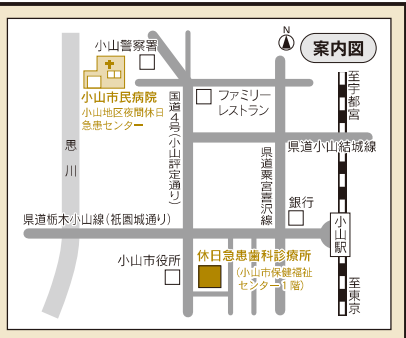 案内図
N
小山警察署
至宇都宮
小山市民病院
小山地区夜間休日
急患センター
ファミリー
レストラン
国道4号(小山評定通り)
思川
県道小山結城線
県道粟宮喜沢線
銀行
県道栃木小山線(祇園城通り)
小山駅
小山市役所
休日急患歯科診療所
(小山市保健福祉
センター1階)
至東京